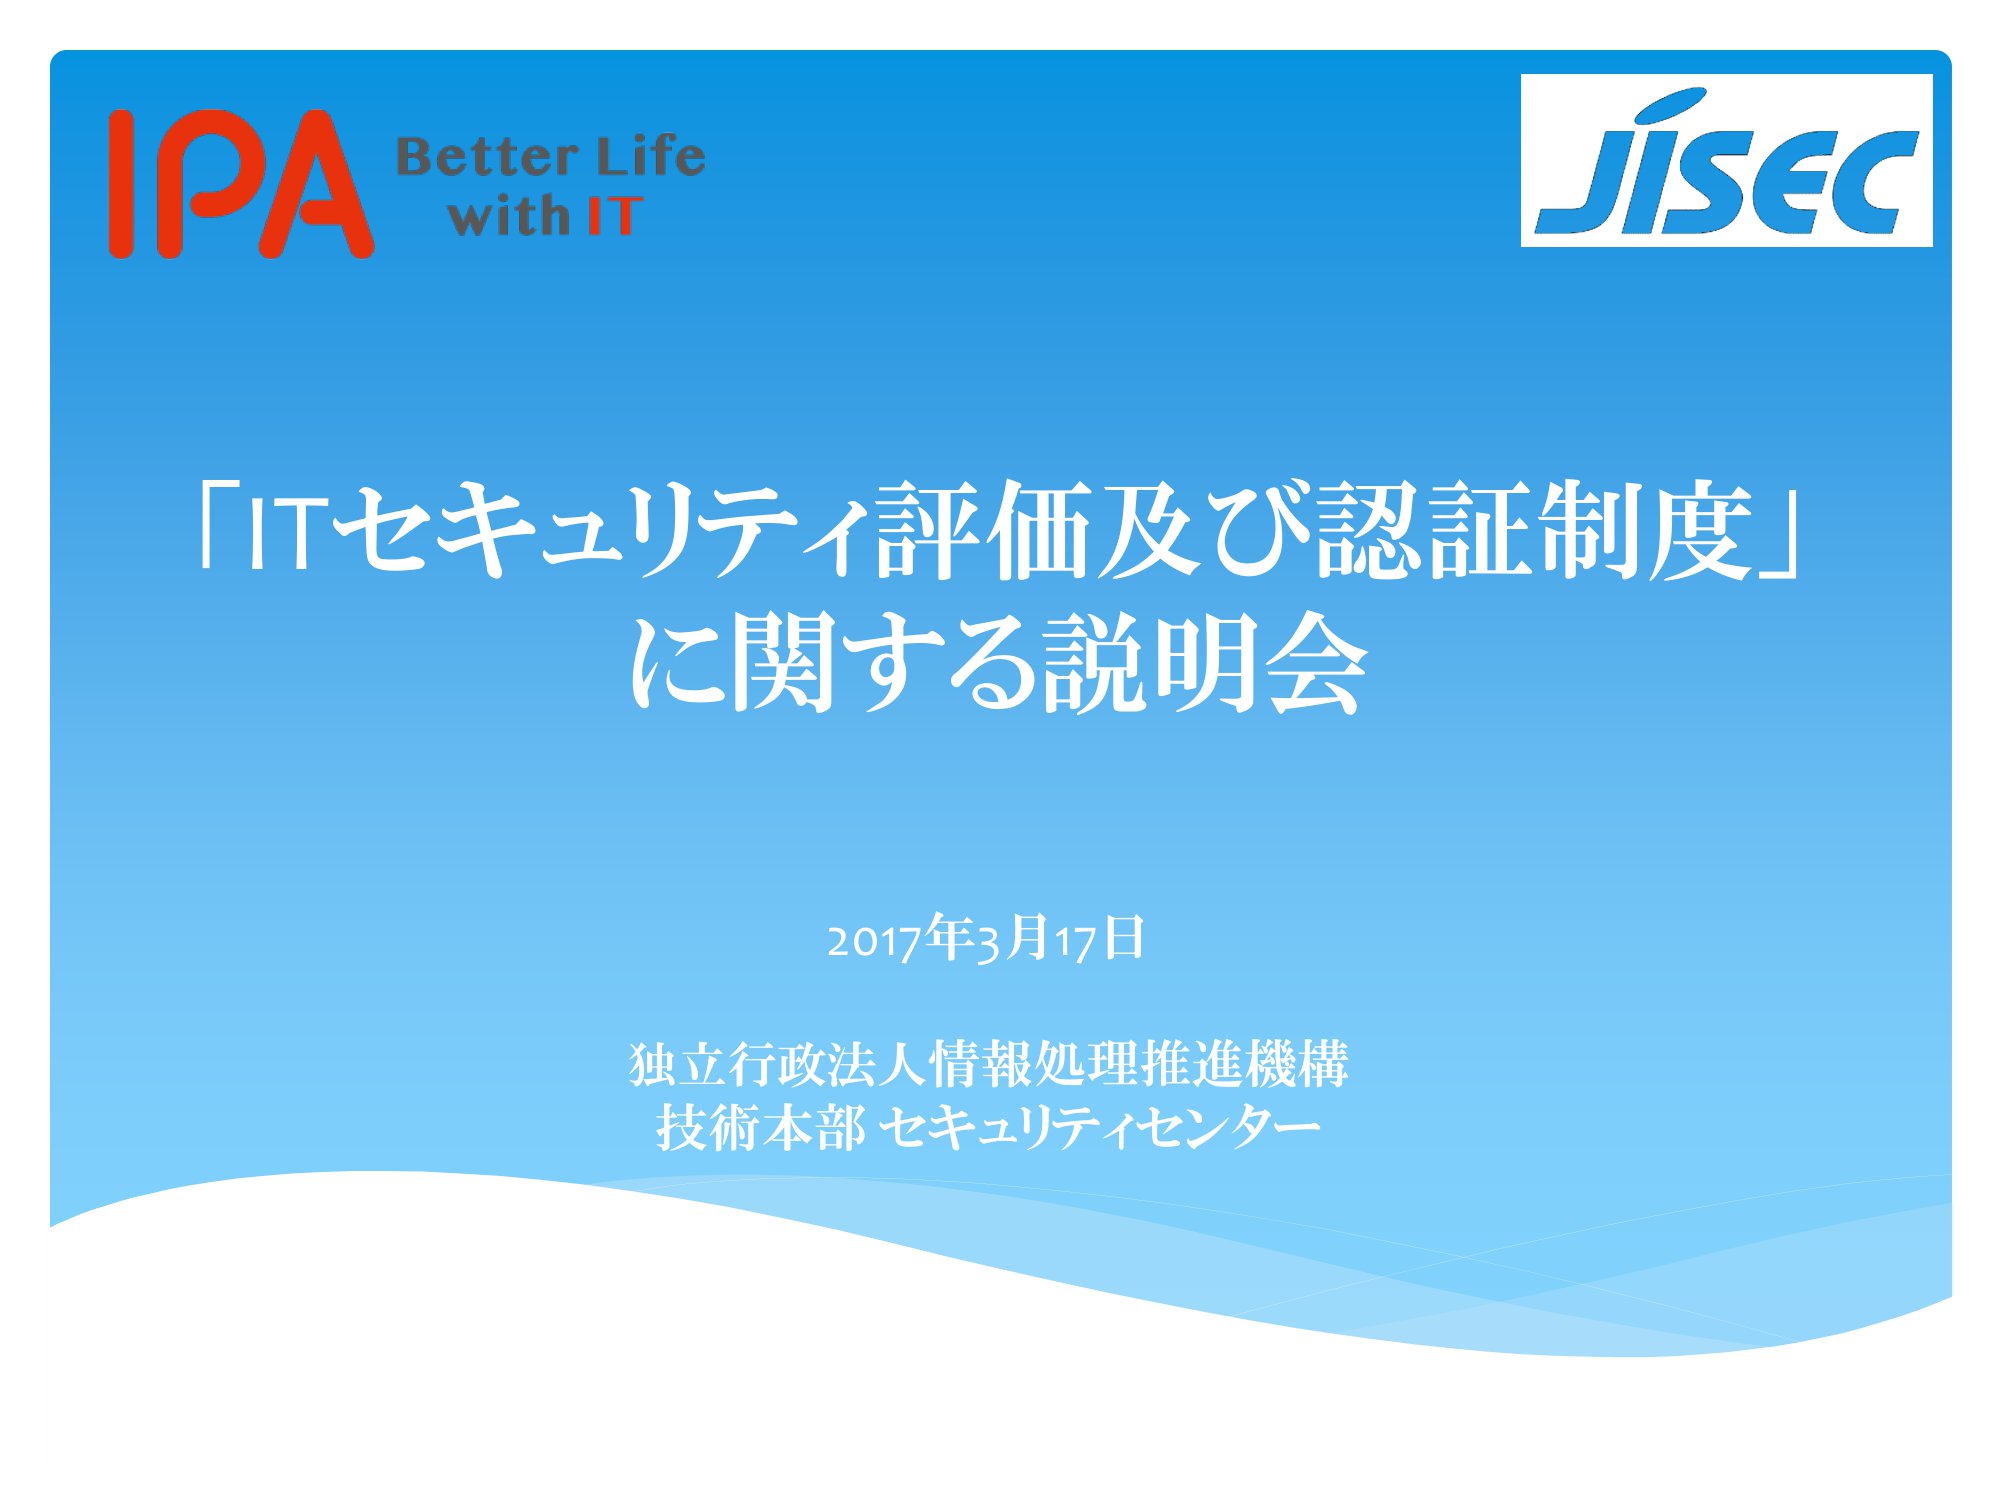 IPA
Better Life
with IT
JISEC
「ITセキュリティ評価及び認証制度」
に関する説明会
2017年3月17日
独立行政法人情報処理推進機構
技術本部 セキュリティセンター